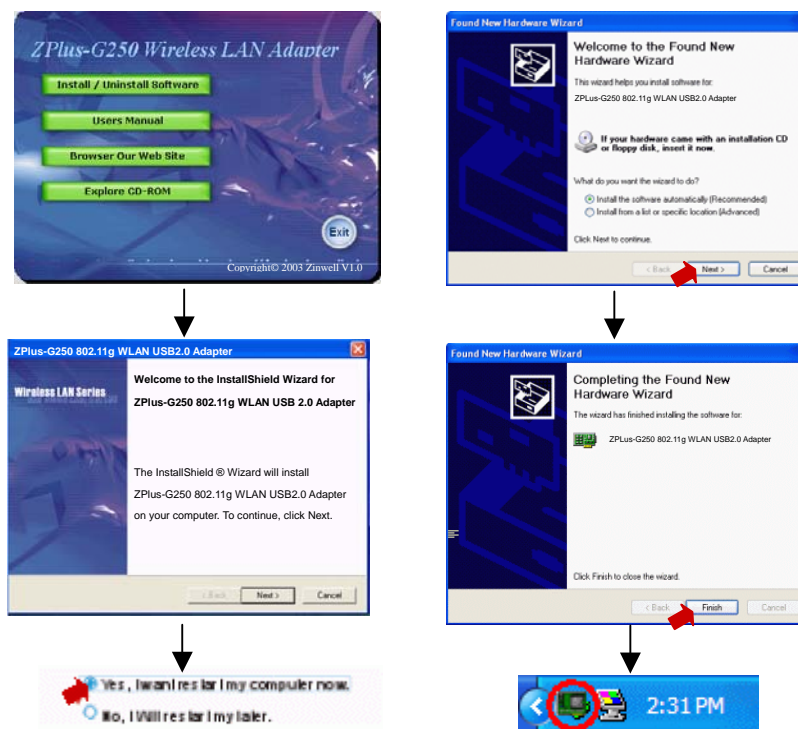 ZPlus-G250 Wireless LAN Adapter
Install / Uninstall Software
Users Manual
Browser Our Web Site
Explore CD-ROM
Exit
Copyright© 2003 Zinwell V1.0
ZPlus-G250 802.11g WLAN USB2.0 Adapter
Wireless LAN Series
Welcome to the InstallShield Wizard for
ZPlus-G250 802.11g WLAN USB 2.0 Adapter
The InstallShield ® Wizard will install
ZPlus-G250 802.11g WLAN USB2.0 Adapter
on your computer. To continue, click Next.
< Back Next > Cancel
Yes, I want restart my computer now.
No, I Will restart my later.
Found New Hardware Wizard
Welcome to the Found New
Hardware Wizard
This wizard helps you install software for:
ZPLus-G250 802.11g WLAN USB2.0 Adapter
If your hardware came with an installation CD
or floppy disk, insert it now.
What do you want the wizard to do?
Install the software automatically (Recommended)
Install from a list or specific location (Advanced)
Click Next to continue.
< Back Next > Cancel
Found New Hardware Wiz
Completing the Found New
Hardware Wizard
The wizard has finished installing the software for:
ZPLus-G250 802.11g WLAN USB2.0 Adapter
Click Finish to close the wizard.
< Back Finish Cancel
2:31 PM